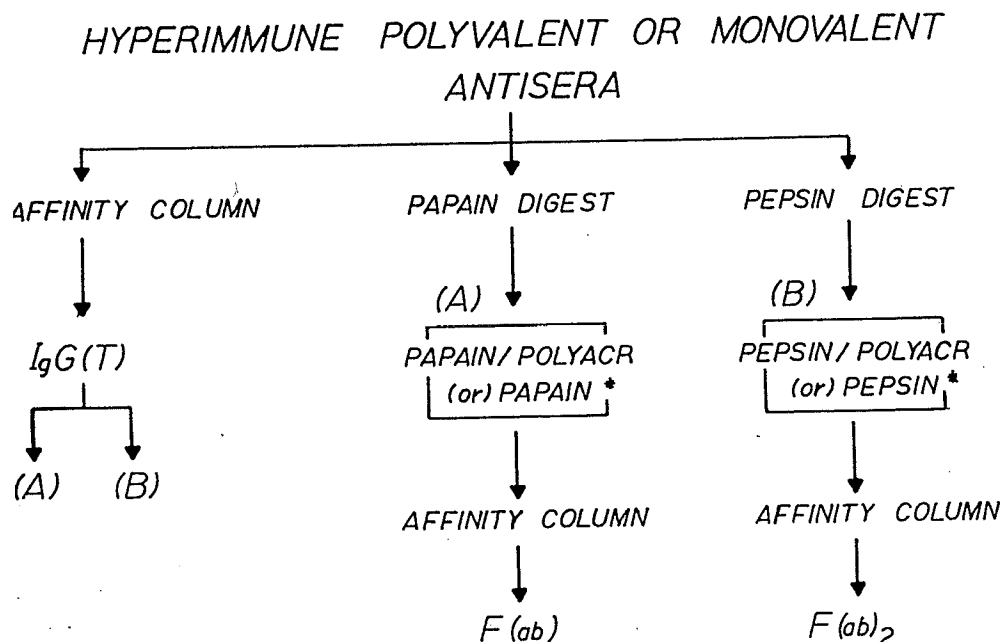 HYPERIMMUNE POLYVALENT OR MONOVALENT
ANTISERA
AFFINITY COLUMN
PAPAIN DIGEST
PEPSIN DIGEST
(A)
(B)
IgG(T)
PAPAIN/POLYACR
(or) PAPAIN *
PEPSIN/POLYACR
(or) PEPSIN *
(A)
(B)
AFFINITY COLUMN
AFFINITY COLUMN
F(ab)
F(ab)₂